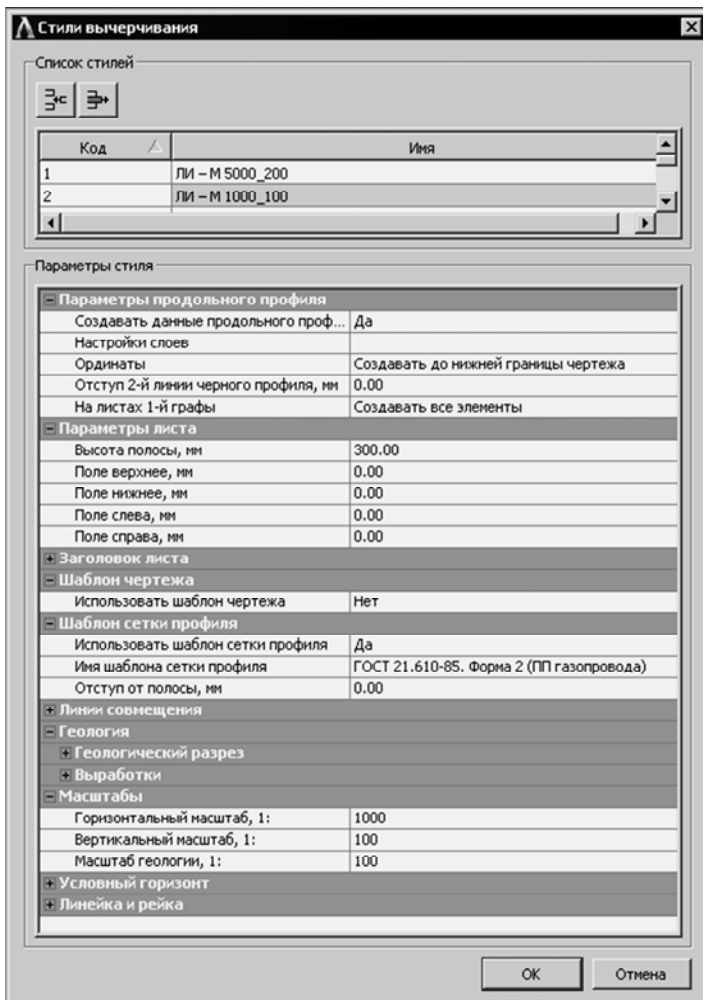 Стили вычерчивания
Список стилей
Код Имя
1 ЛИ – М 5000_200
2 ЛИ – М 1000_100
Параметры стиля
Параметры продольного профиля
Создавать данные продольного проф... Да
Настройки слоев
Ординаты Создавать до нижней границы чертежа
Отступ 2-й линии черного профиля, мм 0.00
На листах 1-й графы Создавать все элементы
Параметры листа
Высота полосы, мм 300.00
Поле верхнее, мм 0.00
Поле нижнее, мм 0.00
Поле слева, мм 0.00
Поле справа, мм 0.00
Заголовок листа
Шаблон чертежа
Использовать шаблон чертежа Нет
Шаблон сетки профиля
Использовать шаблон сетки профиля Да
Имя шаблона сетки профиля ГОСТ 21.610-85. Форма 2 (ПП газопровода)
Отступ от полосы, мм 0.00
Линии совмещения
Геология
Геологический разрез
Выработки
Масштабы
Горизонтальный масштаб, 1: 1000
Вертикальный масштаб, 1: 100
Масштаб геологии, 1: 100
Условный горизонт
Линейка и рейка
OK Отмена